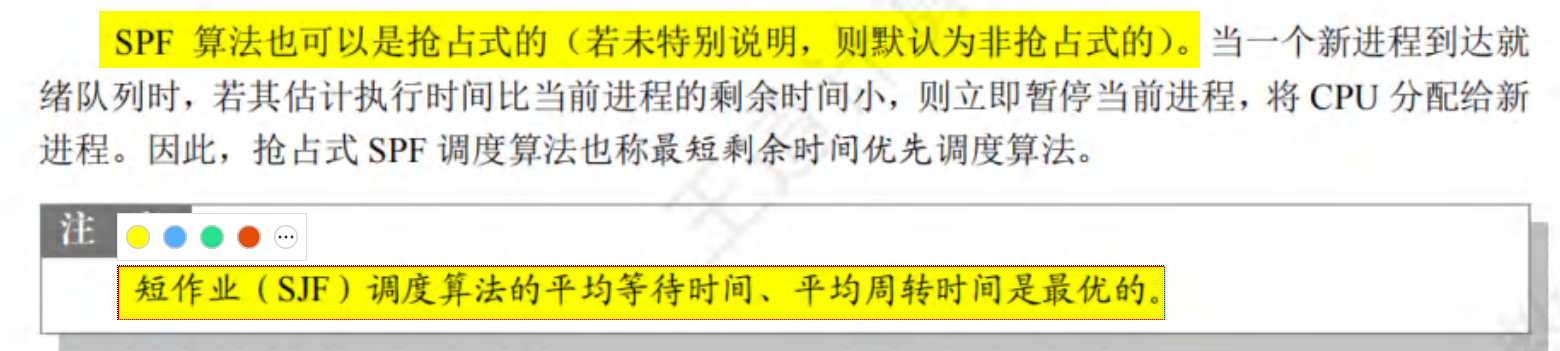 SPF 算法也可以是抢占式的（若未特别说明，则默认为非抢占式的）。当一个新进程到达就
绪队列时，若其估计执行时间比当前进程的剩余时间小，则立即暂停当前进程，将 CPU 分配给新
进程。因此，抢占式 SPF 调度算法也称最短剩余时间优先调度算法。
注
短作业（SJF）调度算法的平均等待时间、平均周转时间是最优的。